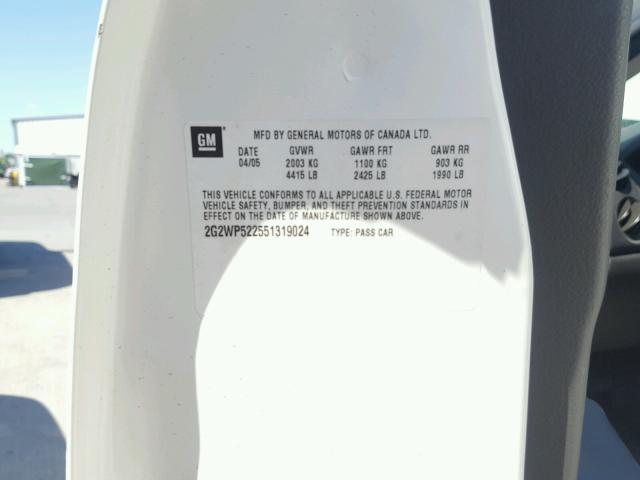 GM
MFD BY GENERAL MOTORS OF CANADA LTD.
DATE GVWR GAWR FRT GAWR RR
04/05 2003 KG 1100 KG 903 KG
4415 LB 2425 LB 1990 LB
THIS VEHICLE CONFORMS TO ALL APPLICABLE U.S. FEDERAL MOTOR
VEHICLE SAFETY, BUMPER, AND THEFT PREVENTION STANDARDS IN
EFFECT ON THE DATE OF MANUFACTURE SHOWN ABOVE.
2G2WP522551319024 TYPE: PASS CAR